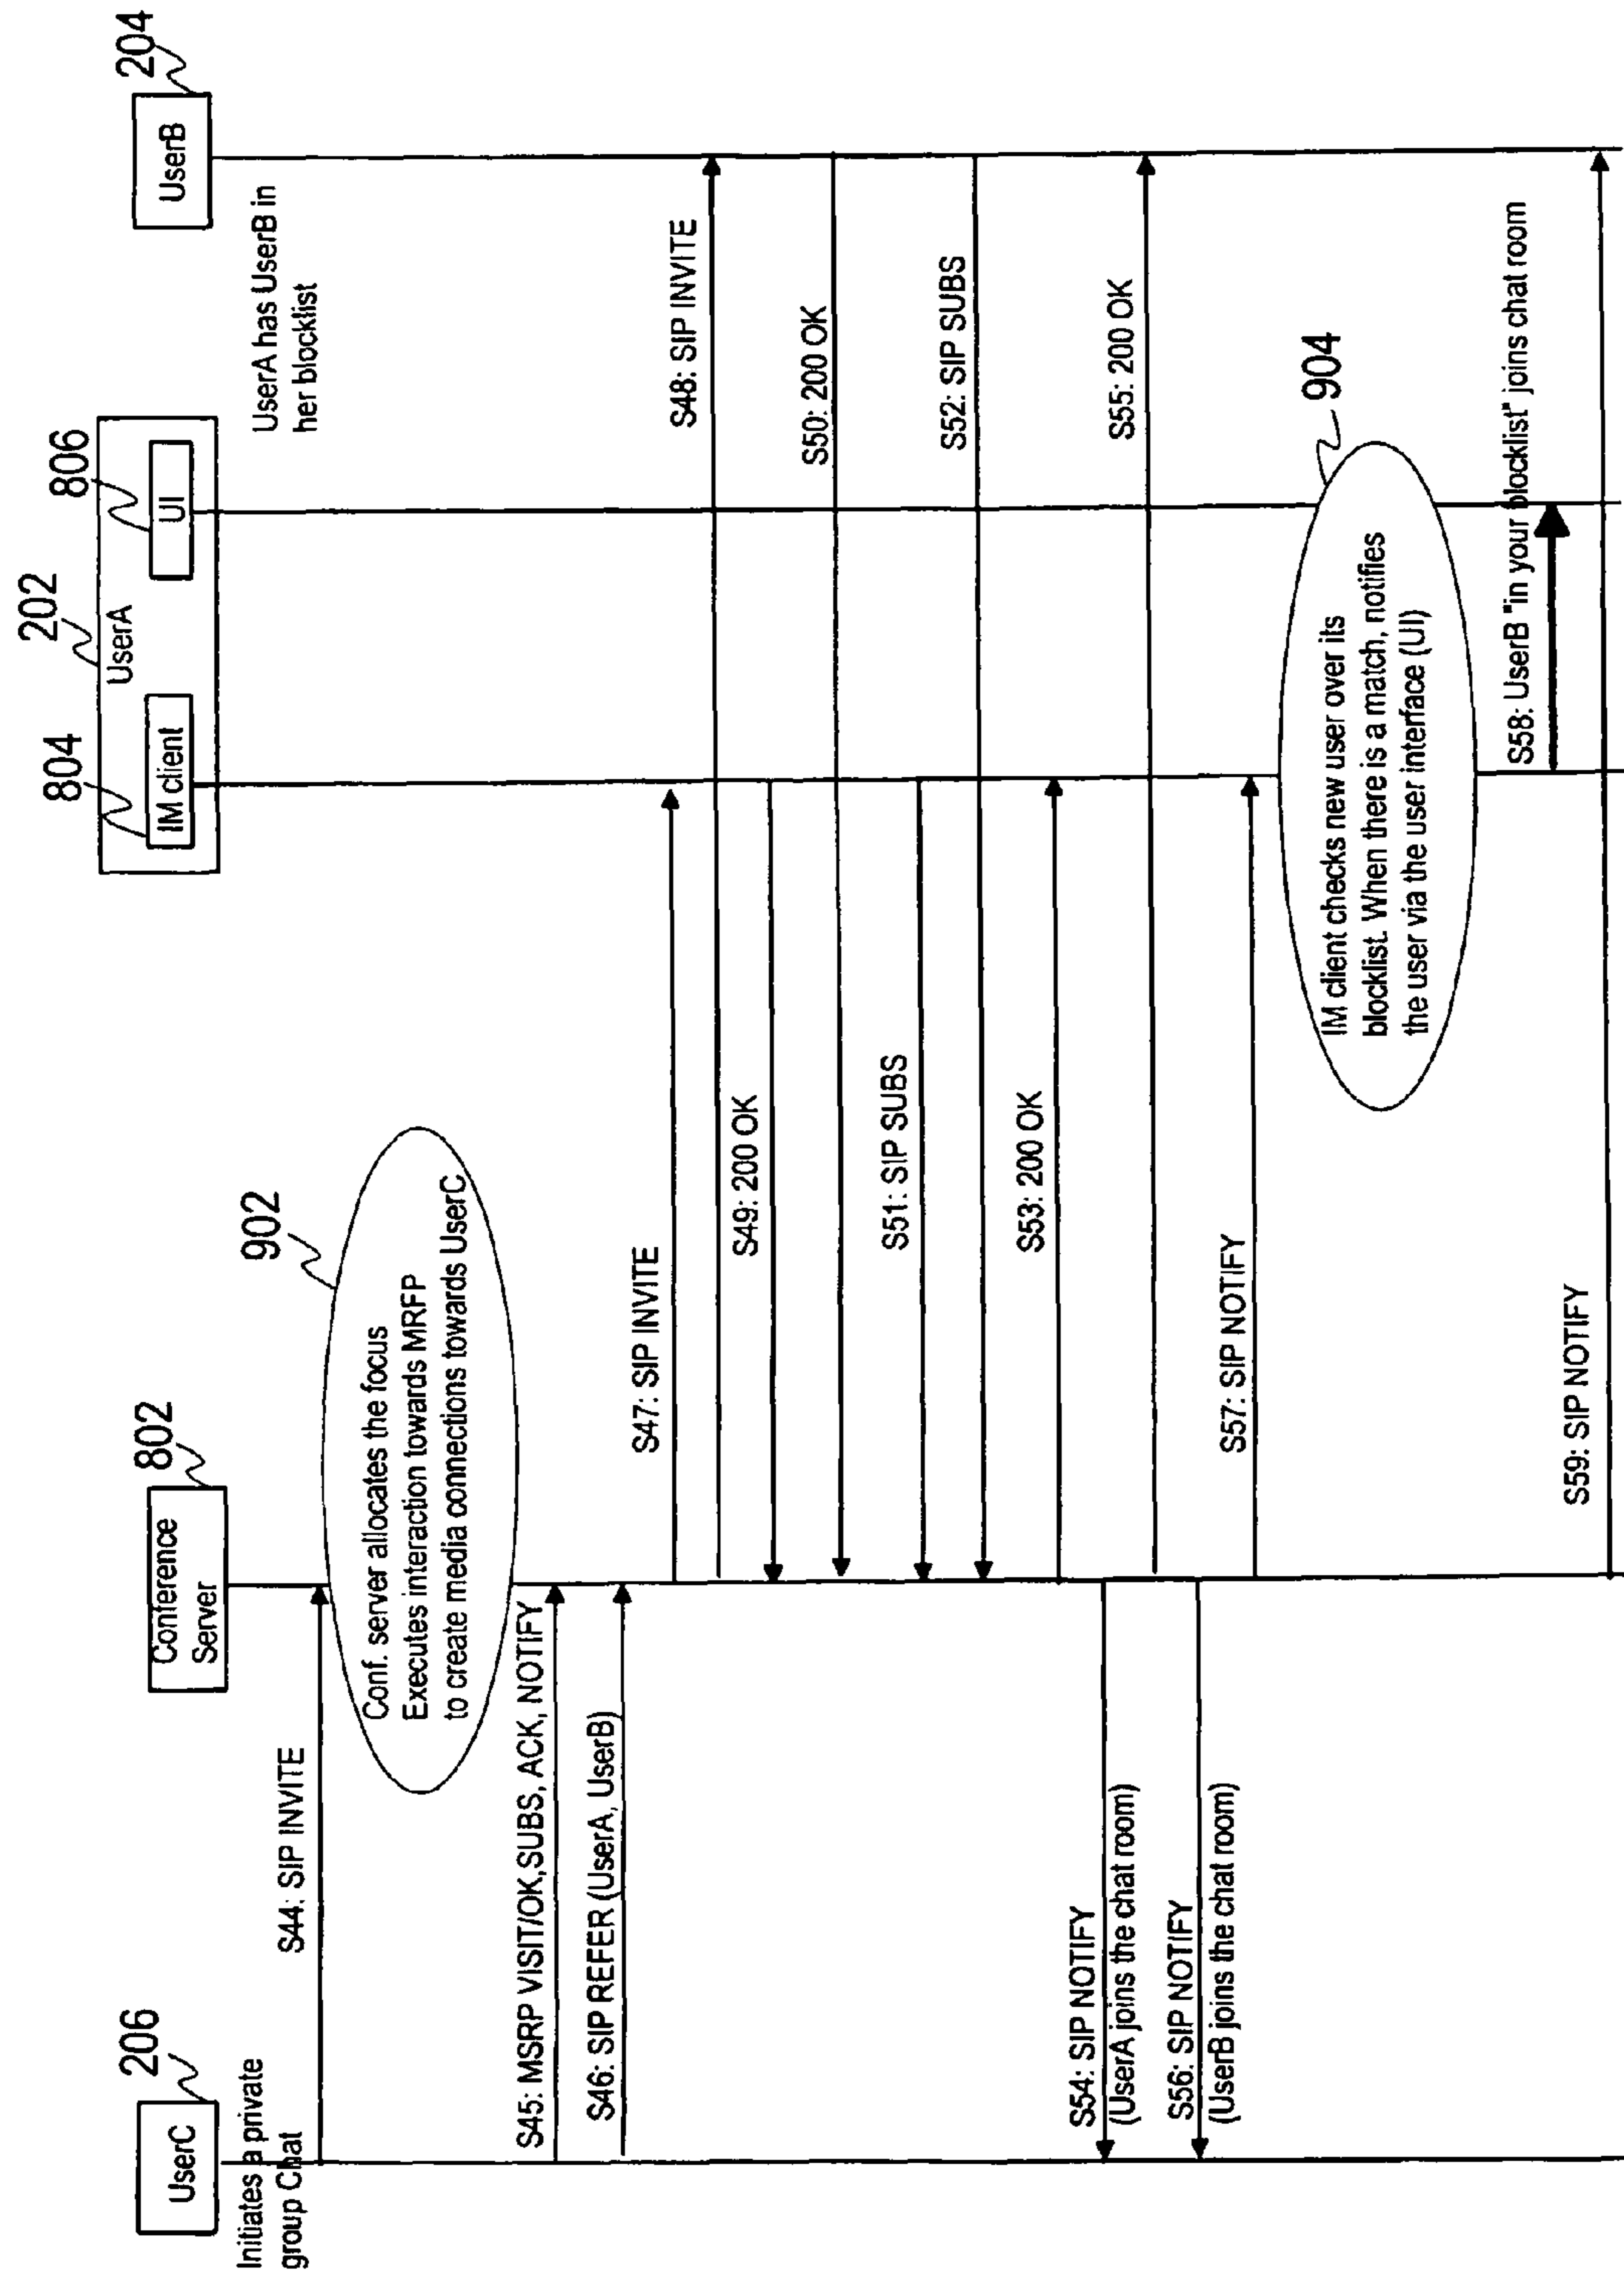 206
UserC
Initiates a private
group Chat
802
Conference
Server
202
UserA
804
IM client
806
UI
204
UserB
UserA has UserB in
her blocklist
S44: SIP INVITE
902
Conf. server allocates the focus
Executes interaction towards MRFP
to create media connections towards UserC
S45: MSRP VISIT/OK,SUBS, ACK, NOTIFY
S46: SIP REFER (UserA, UserB)
S47: SIP INVITE
S48: SIP INVITE
S49: 200 OK
S50: 200 OK
S51: SIP SUBS
S52: SIP SUBS
S53: 200 OK
S54: SIP NOTIFY
(UserA joins the chat room)
S55: 200 OK
S56: SIP NOTIFY
(UserB joins the chat room)
S57: SIP NOTIFY
904
IM client checks new user over its
blocklist. When there is a match, notifies
the user via the user interface (UI)
S58: UserB "in your blocklist" joins chat room
S59: SIP NOTIFY